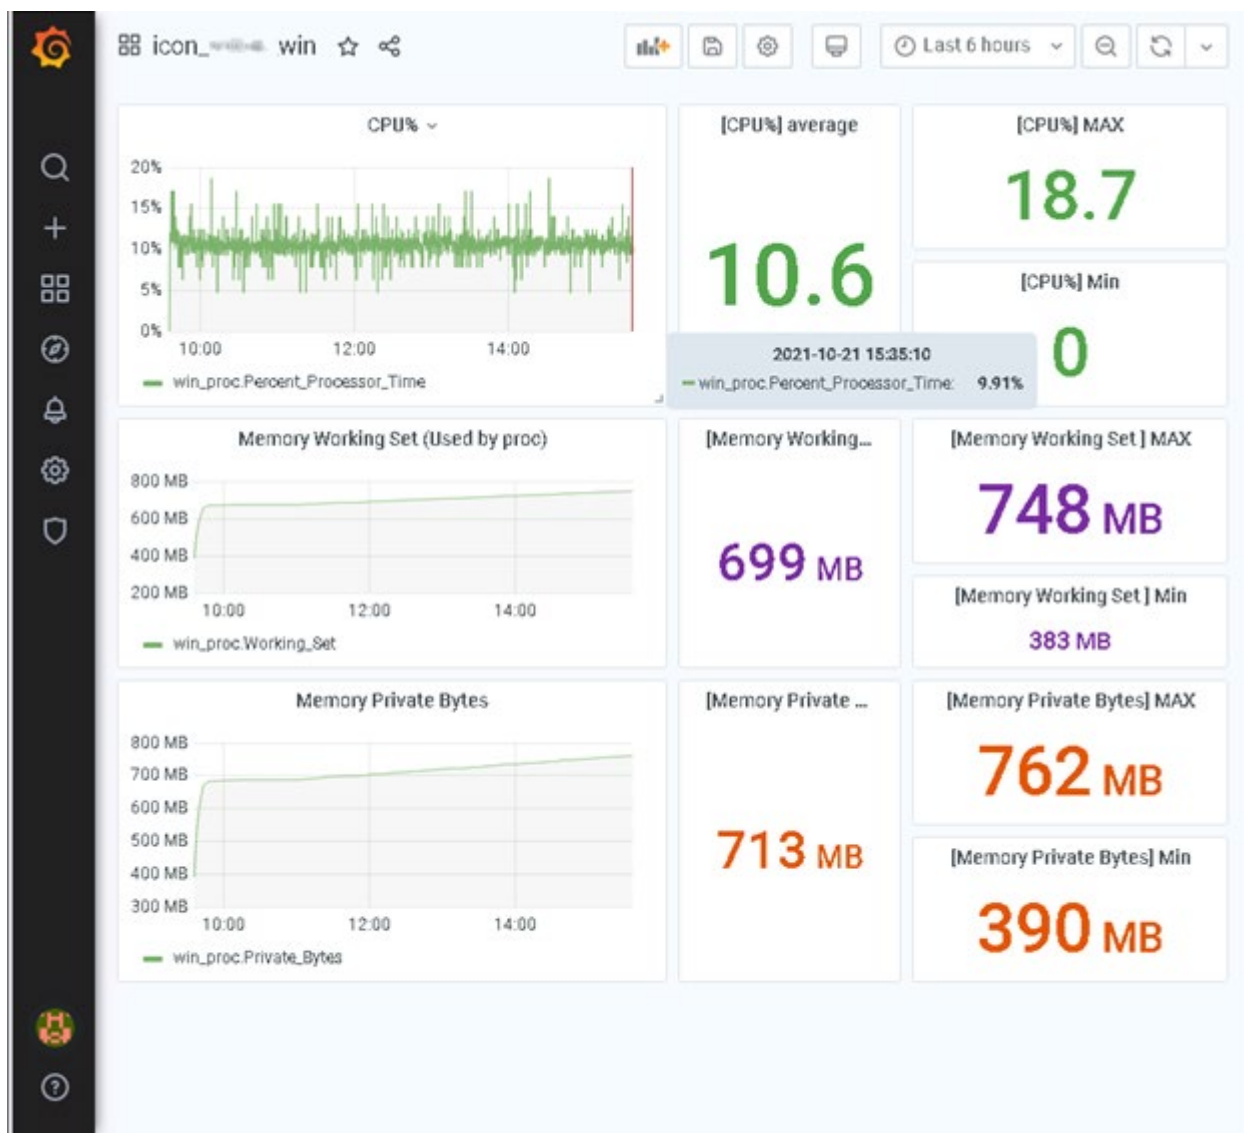 icon_ win
Last 6 hours
CPU%
20%
15%
10%
5%
0%
10:00 12:00 14:00
win_proc.Percent_Processor_Time
[CPU%] average
10.6
[CPU%] MAX
18.7
[CPU%] Min
0
2021-10-21 15:35:10
win_proc.Percent_Processor_Time: 9.91%
Memory Working Set (Used by proc)
800 MB
600 MB
400 MB
200 MB
10:00 12:00 14:00
win_proc.Working_Set
[Memory Working...
699 MB
[Memory Working Set ] MAX
748 MB
[Memory Working Set ] Min
383 MB
Memory Private Bytes
800 MB
700 MB
600 MB
500 MB
400 MB
300 MB
10:00 12:00 14:00
win_proc.Private_Bytes
[Memory Private ...
713 MB
[Memory Private Bytes] MAX
762 MB
[Memory Private Bytes] Min
390 MB